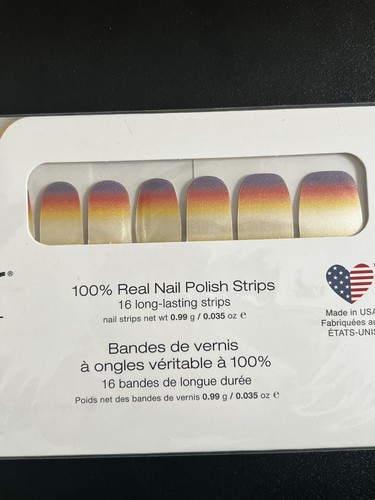 100% Real Nail Polish Strips
16 long-lasting strips
nail strips net wt 0.99 g / 0.035 oz e
Bandes de vernis
à ongles véritable à 100%
16 bandes de longue durée
Poids net des bandes de vernis 0.99 g / 0.035 oz e
®
Made in USA
Fabriquées au
ÉTATS-UNIS